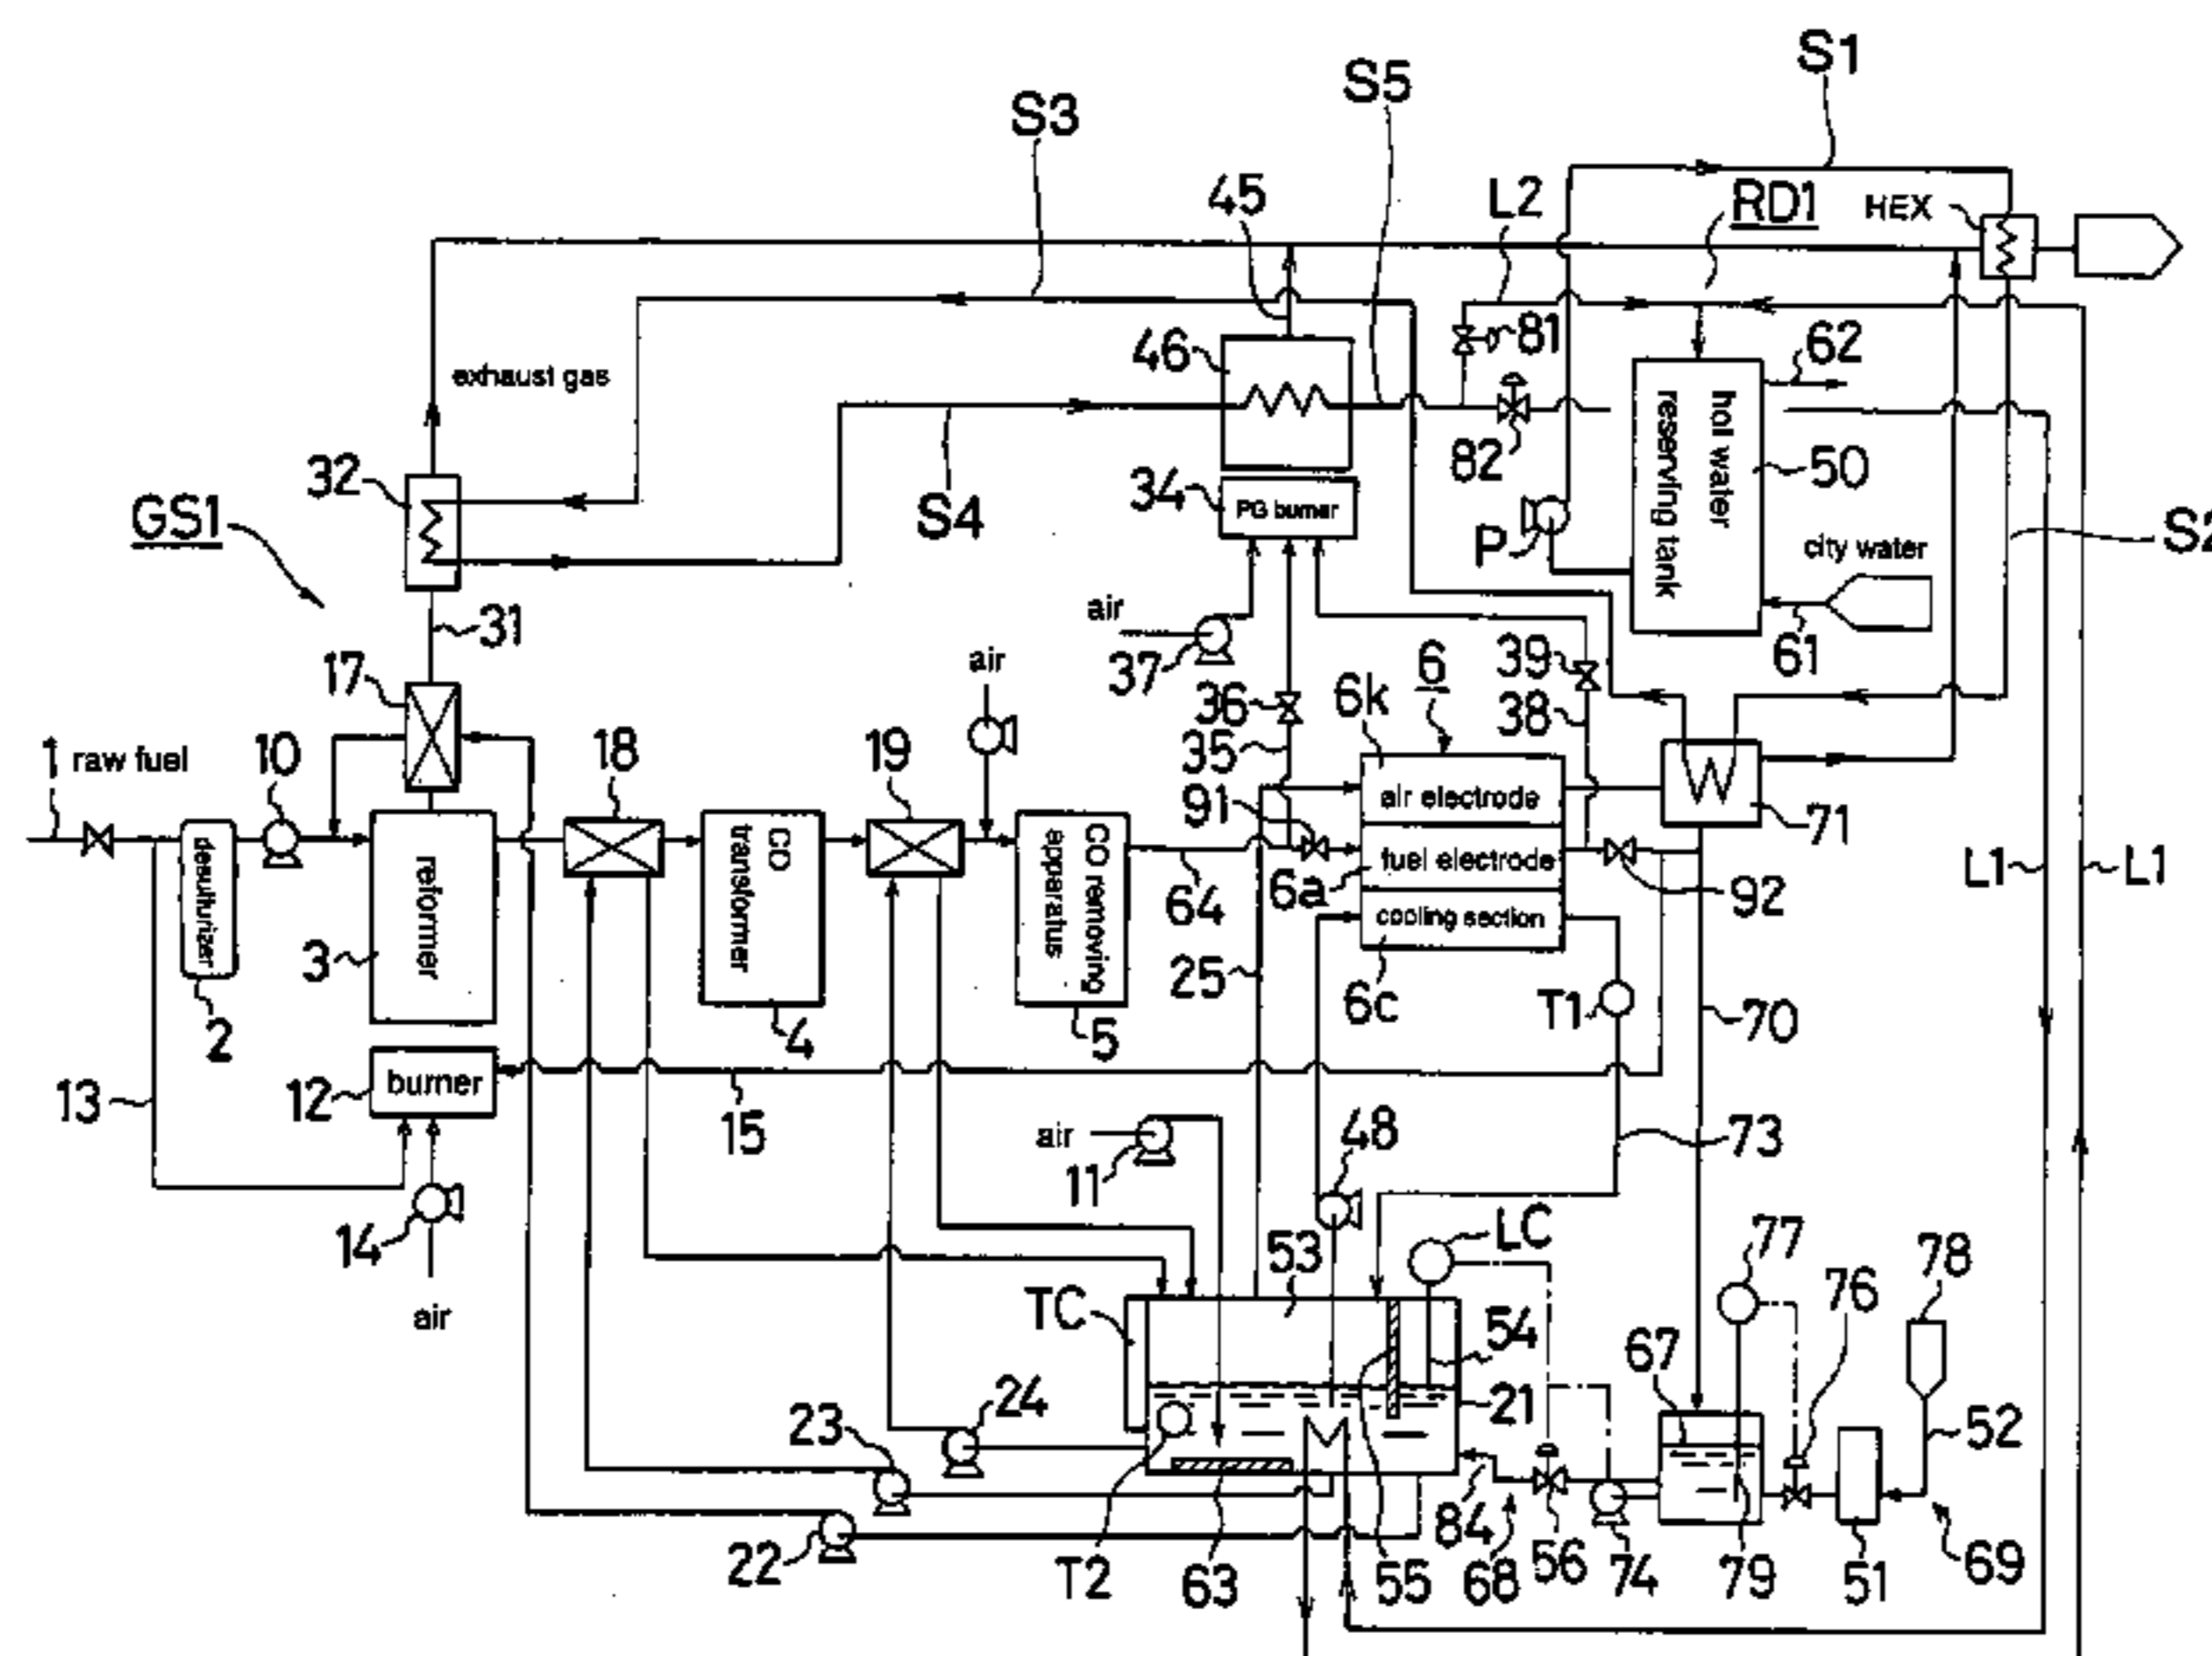 S1
S5
S3
L2
RD1
HEX
45
81
46
62
exhaust gas
hol water
reserving tank
50
82
32
34
PG burner
S4
GS1
P
city water
S2
31
air
37
61
17
air
39
6
6k
36
38
1 raw fuel
10
18
19
35
91
air electrode
71
desulfurizer
reformer
CO
transformer
CO removing
apparatus
fuel electrode
6a
64
92
L1
L1
cooling section
3
25
6c
T1
2
4
5
70
12
burner
13
15
air
11
48
73
14
LC
77
78
53
76
air
TC
54
67
24
21
23
52
22
T2
63
55
84
68
56
74
79
51
69